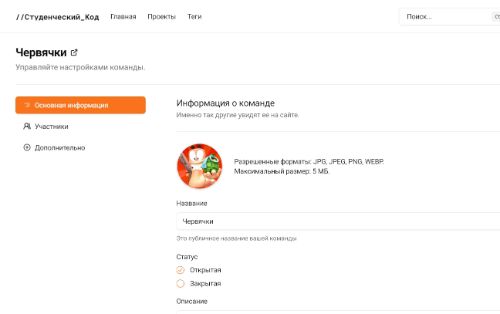 //Студенческий_Код
Главная
Проекты
Теги
Поиск...
Червячки
Управляйте настройками команды.
Основная информация
Участники
Дополнительно
Информация о команде
Именно так другие увидят ее на сайте.
Разрешенные форматы: JPG, JPEG, PNG, WEBP.
Максимальный размер: 5 МБ.
Название
Червячки
Это публичное название вашей команды
Статус
Открытая
Закрытая
Описание